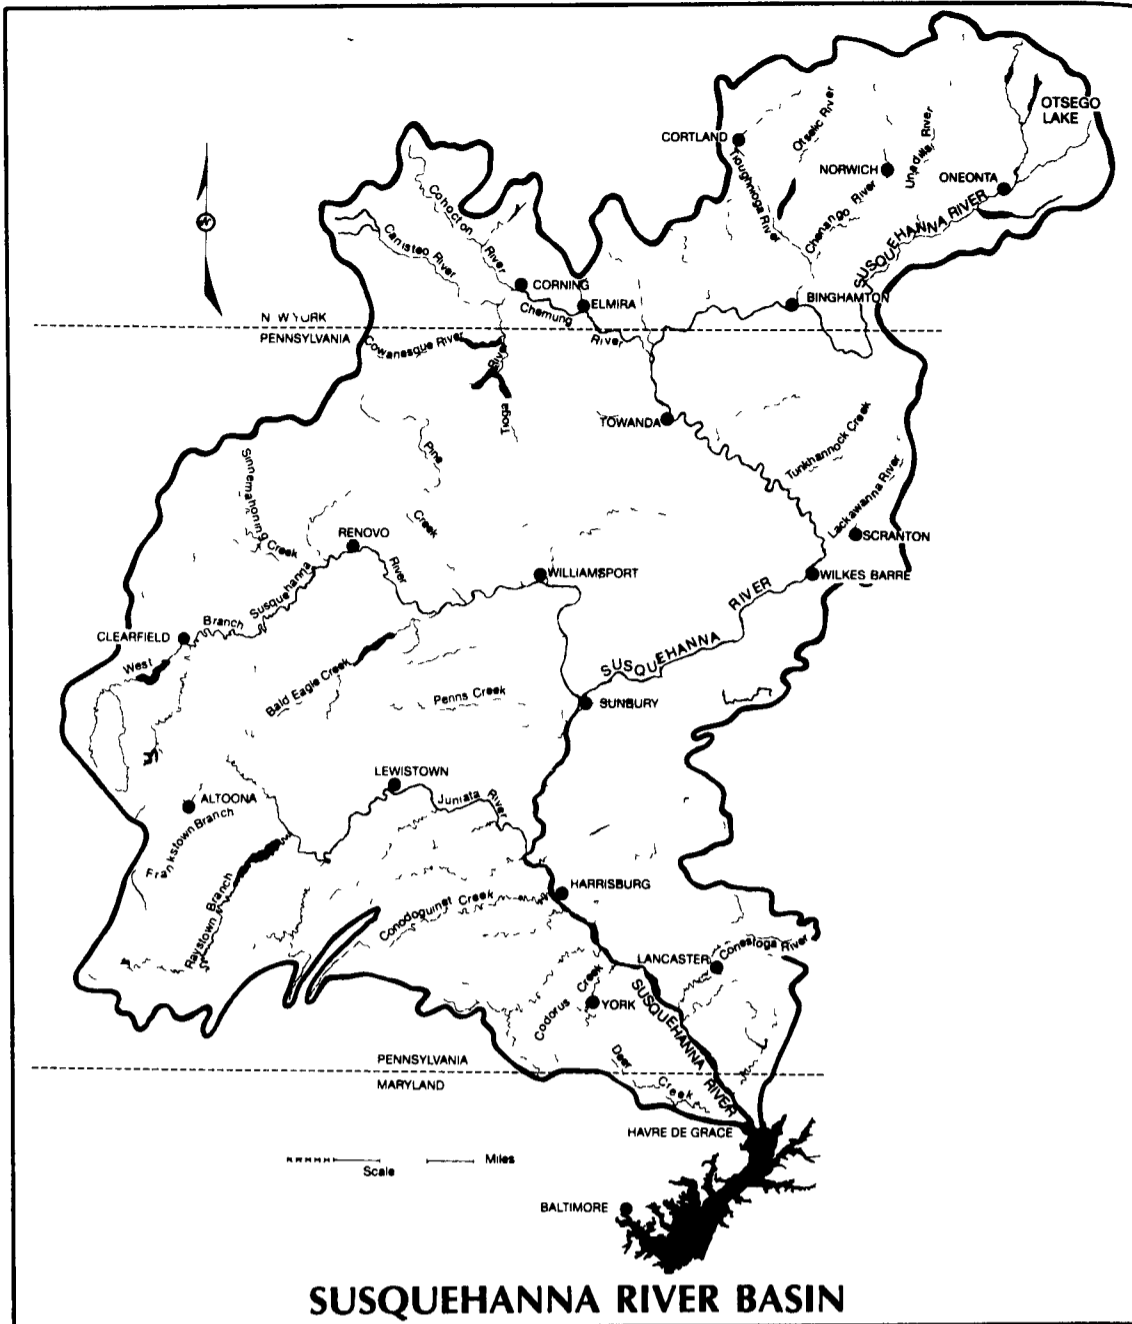 OTSEGO
LAKE
CORTLAND
Otselic River
Unadilla River
NORWICH
ONEONTA
Tioughnioga River
Chenango River
SUSQUEHANNA RIVER
Cohocton River
Canisteo River
CORNING
ELMIRA
BINGHAMTON
Chemung River
N W YORK
PENNSYLVANIA
Cowanesque River
Tioga River
TOWANDA
Tunkhannock Creek
Lackawanna River
Pine Creek
Sinnemahoning Creek
RENOVO
SCRANTON
WILLIAMSPORT
WILKES BARRE
CLEARFIELD
West Branch Susquehanna River
SUSQUEHANNA RIVER
Bald Eagle Creek
Penns Creek
SUNBURY
LEWISTOWN
ALTOONA
Juniata River
Frankstown Branch
Raystown Branch
HARRISBURG
Conodoguinet Creek
LANCASTER
Conestoga River
Codorus Creek
YORK
SUSQUEHANNA RIVER
Deer Creek
PENNSYLVANIA
MARYLAND
HAVRE DE GRACE
Scale
Miles
BALTIMORE
SUSQUEHANNA RIVER BASIN